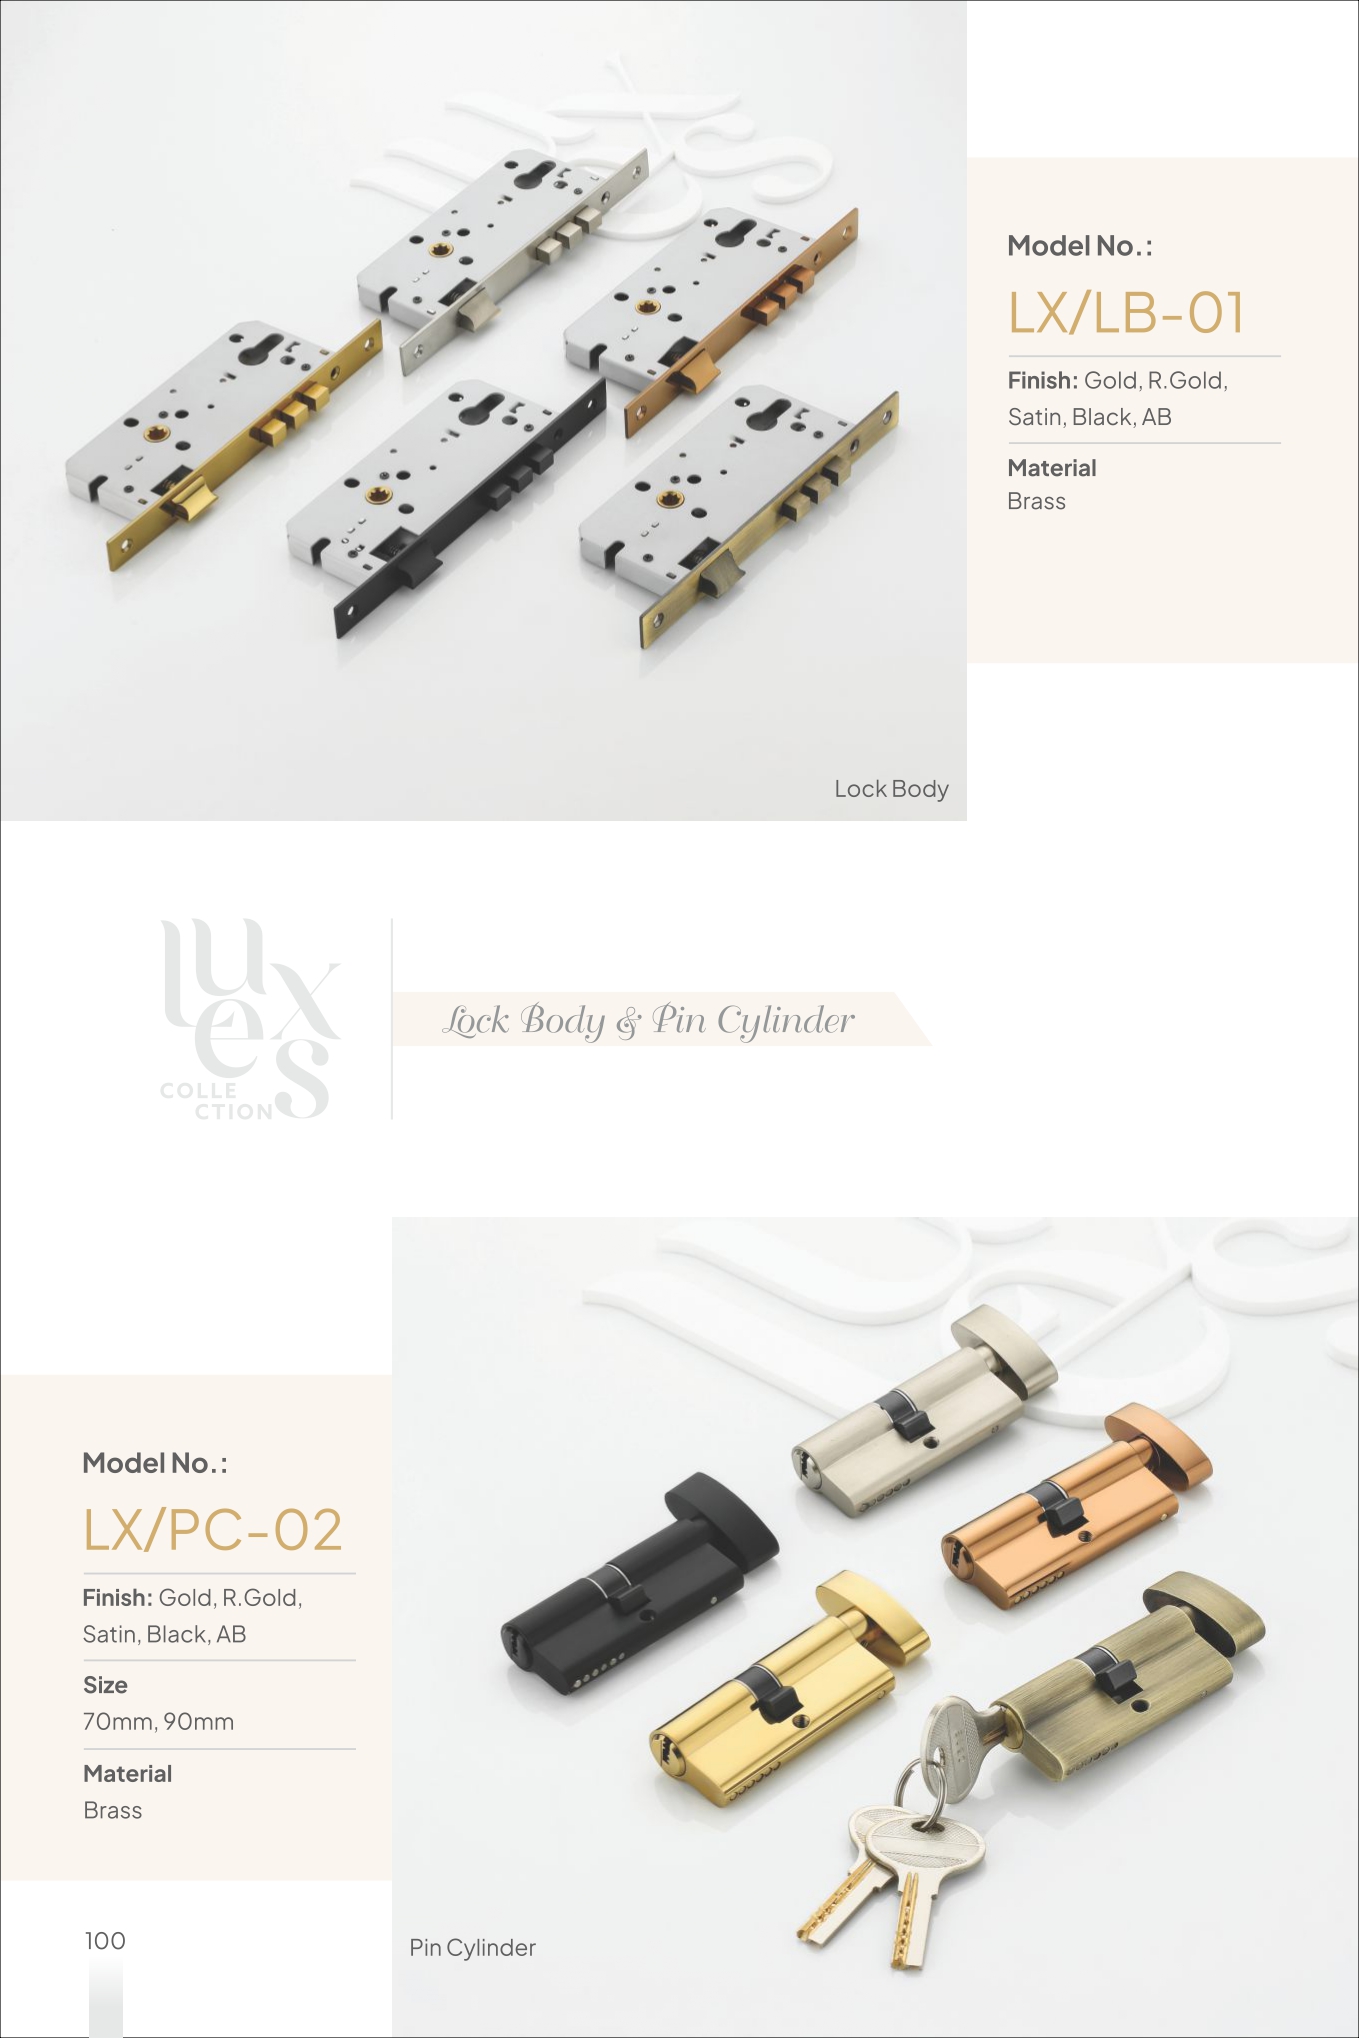 Model No.:
LX/LB-01
Finish: Gold, R.Gold,
Satin, Black, AB
Material
Brass
Lock Body
luxes
COLLE
CTION
Lock Body & Pin Cylinder
Model No.:
LX/PC-02
Finish: Gold, R.Gold,
Satin, Black, AB
Size
70mm, 90mm
Material
Brass
100
Pin Cylinder